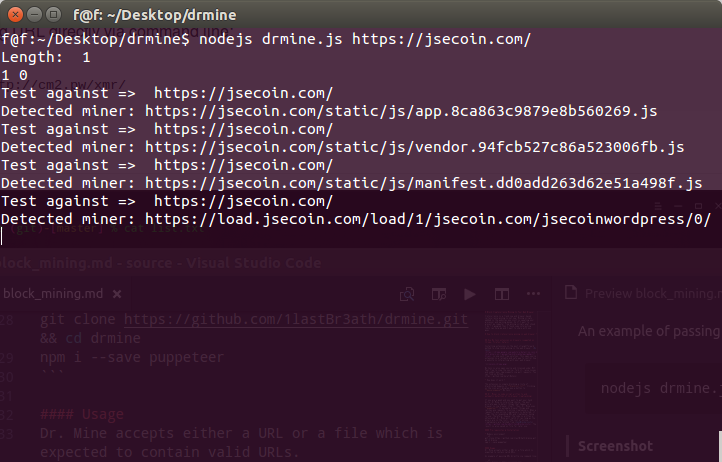 f@f: ~/Desktop/drmine
f@f:~/Desktop/drmine$ nodejs drmine.js https://jsecoin.com/
Length:  1
1 0
Test against =>  https://jsecoin.com/
Detected miner: https://jsecoin.com/static/js/app.8ca863c9879e8b560269.js
Test against =>  https://jsecoin.com/
Detected miner: https://jsecoin.com/static/js/vendor.94fcb527c86a523006fb.js
Test against =>  https://jsecoin.com/
Detected miner: https://jsecoin.com/static/js/manifest.dd0add263d62e51a498f.js
Test against =>  https://jsecoin.com/
Detected miner: https://load.jsecoin.com/load/1/jsecoin.com/jsecoinwordpress/0/
block_mining.md - source - Visual Studio Code
block_mining.md
Preview block_mining.m
28 git clone https://github.com/1lastBr3ath/drmine.git
&& cd drmine
29 npm i --save puppeteer
30 ```
31
32 #### Usage
33 Dr. Mine accepts either a URL or a file which is
expected to contain valid URLs.
An example of passing
nodejs drmine.j
Screenshot